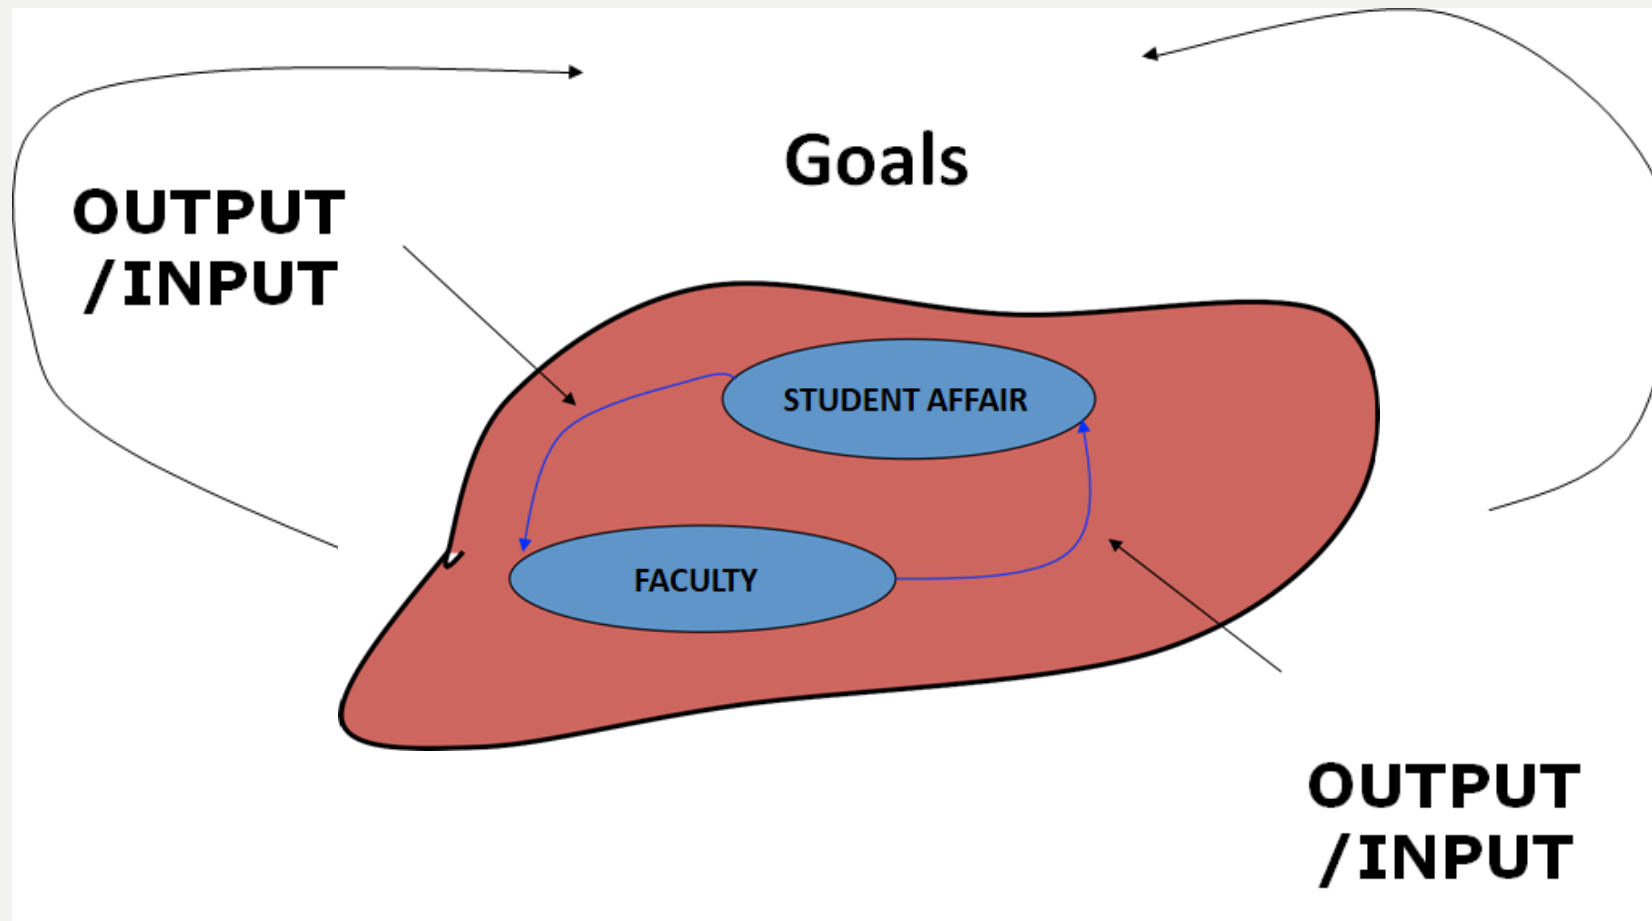 Goals
OUTPUT
/INPUT
STUDENT AFFAIR
FACULTY
OUTPUT
/INPUT